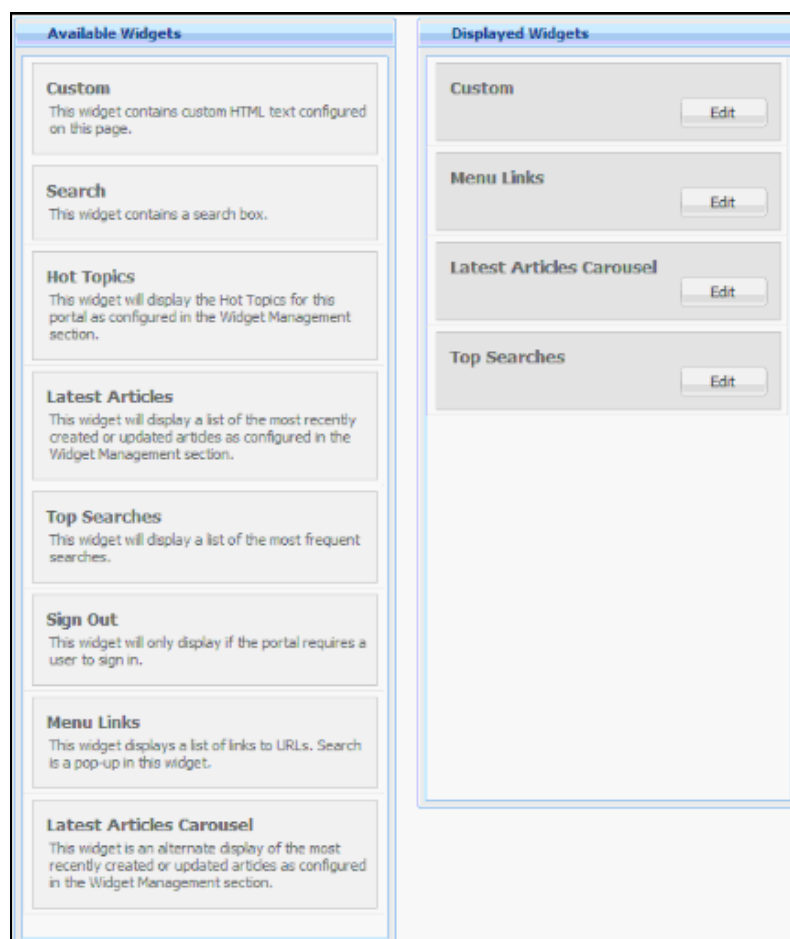 Available Widgets
Custom
This widget contains custom HTML text configured
on this page.
Search
This widget contains a search box.
Hot Topics
This widget will display the Hot Topics for this
portal as configured in the Widget Management
section.
Latest Articles
This widget will display a list of the most recently
created or updated articles as configured in the
Widget Management section.
Top Searches
This widget will display a list of the most frequent
searches.
Sign Out
This widget will only display if the portal requires a
user to sign in.
Menu Links
This widget displays a list of links to URLs. Search
is a pop-up in this widget.
Latest Articles Carousel
This widget is an alternate display of the most
recently created or updated articles as configured
in the Widget Management section.
Displayed Widgets
Custom
Edit
Menu Links
Edit
Latest Articles Carousel
Edit
Top Searches
Edit